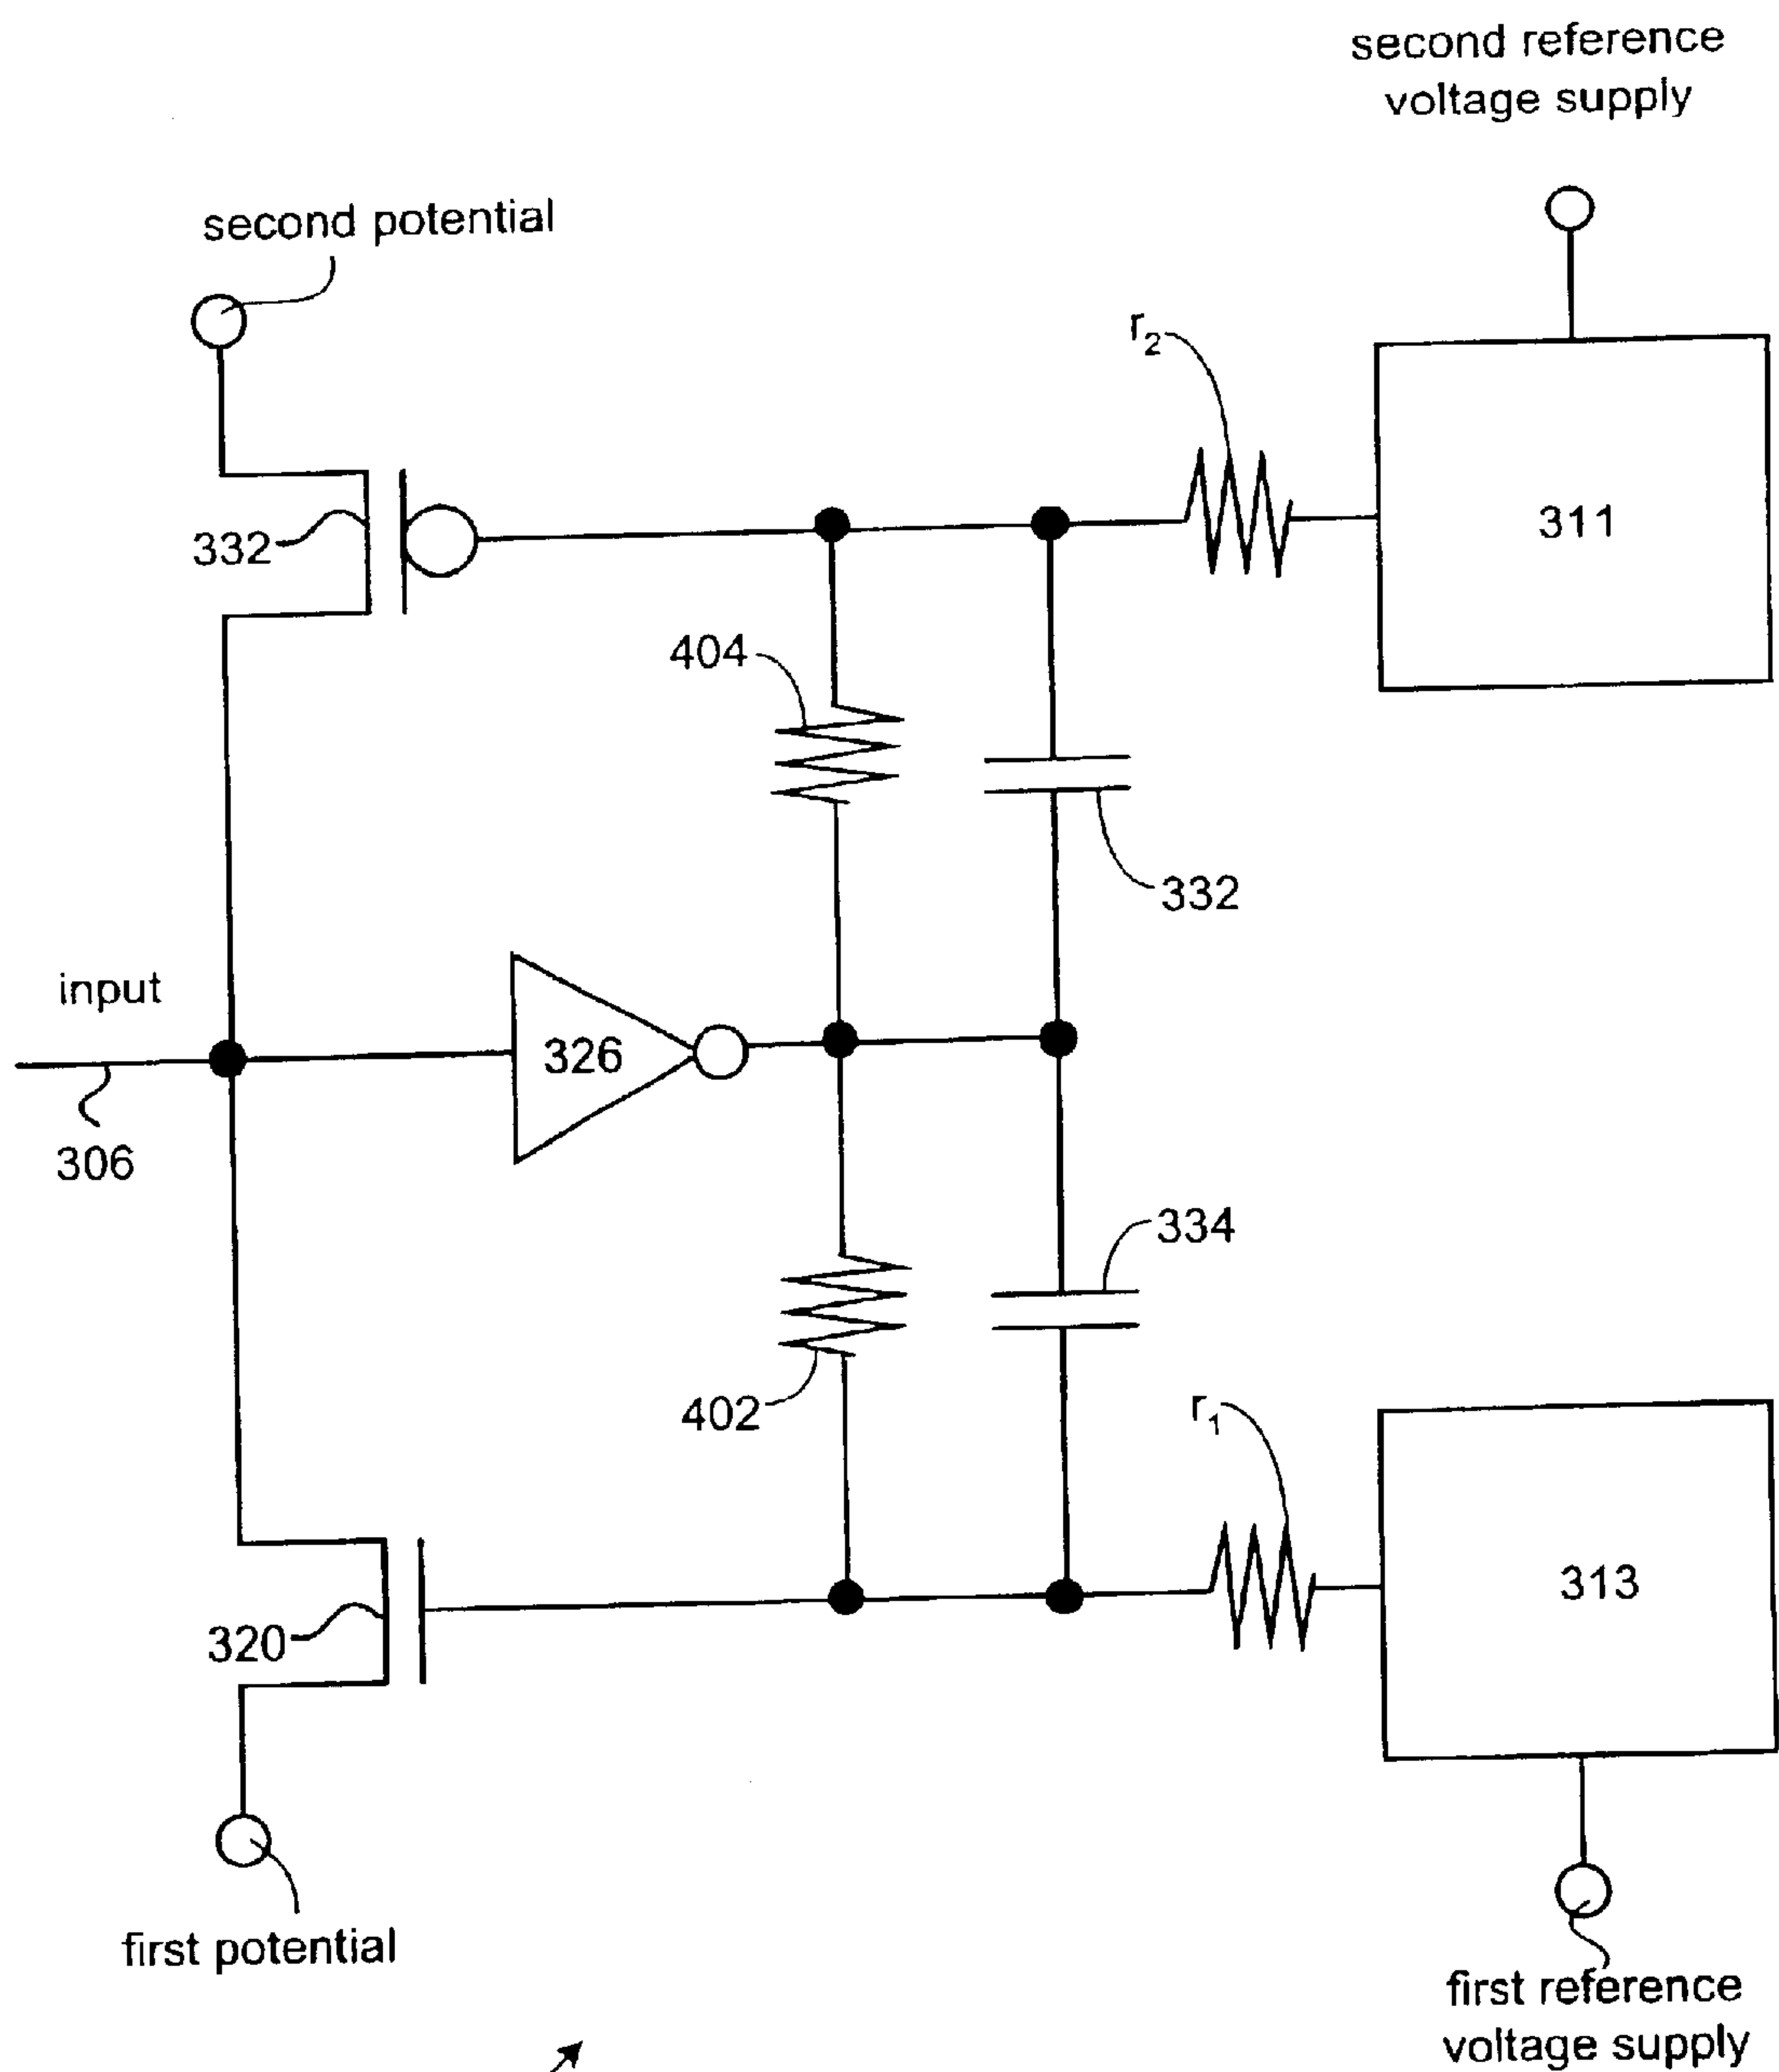 second reference
voltage supply
second potential
r2
332
311
404
332
input
326
306
334
402
r1
313
320
first potential
first reference
voltage supply